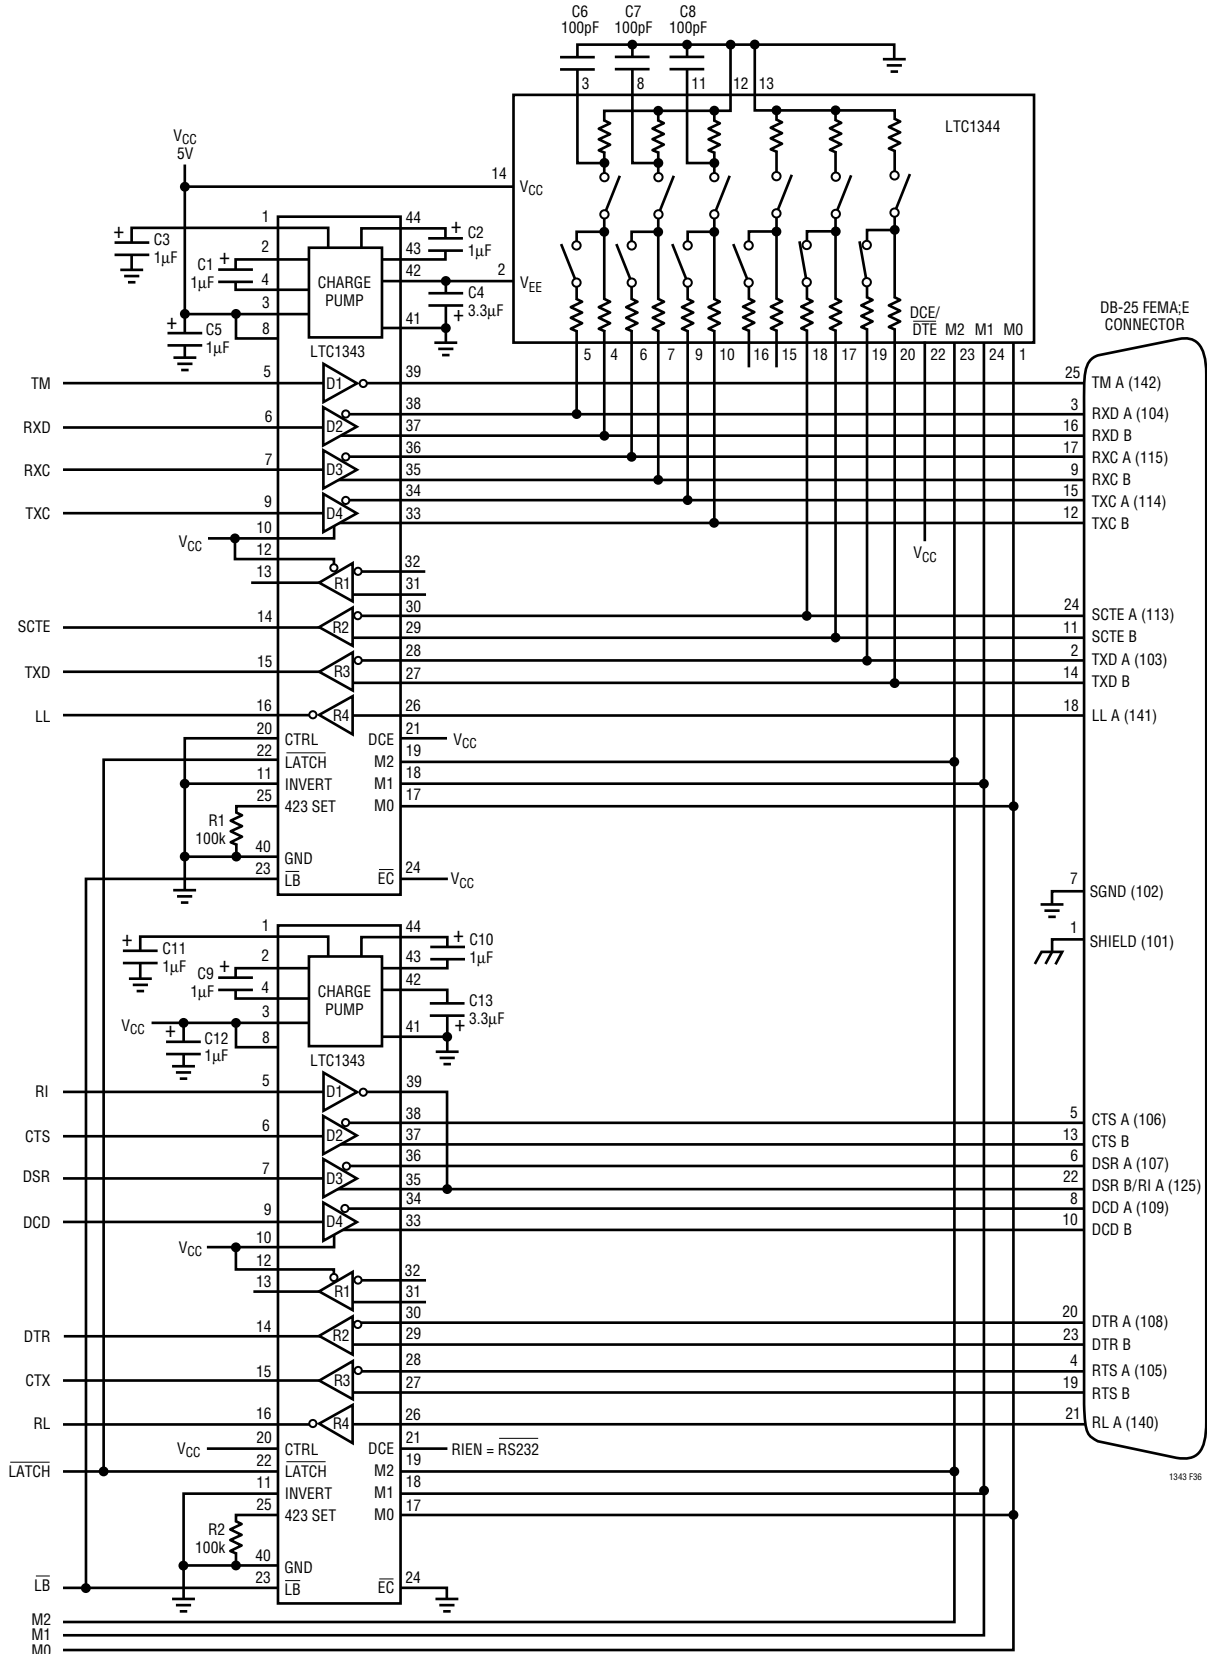 C6 C7 C8
100pF 100pF 100pF
3 8 11 12 13
LTC1344
VCC
5V
14 VCC
1 44
C3 1µF
C2 1µF
2 43
C1 1µF
4 42
CHARGE PUMP
2 VEE
C4 3.3µF
3 41
C5 1µF
8
LTC1343
DCE/DTE M2 M1 M0
5 4 6 7 9 10 16 15 18 17 19 20 22 23 24 1
DB-25 FEMA;E
CONNECTOR
TM 5 D1 39 25 TM A (142)
38 3 RXD A (104)
RXD 6 D2 37 16 RXD B
36 17 RXC A (115)
RXC 7 D3 35 9 RXC B
34 15 TXC A (114)
TXC 9 D4 33 12 TXC B
VCC 10
VCC
12 32
13 R1 31
30 24 SCTE A (113)
SCTE 14 R2 29 11 SCTE B
28 2 TXD A (103)
TXD 15 R3 27 14 TXD B
LL 16 R4 26 18 LL A (141)
20 CTRL DCE 21 VCC
22 LATCH M2 19
11 INVERT M1 18
25 423 SET M0 17
R1
100k
40 GND
23 LB EC 24 VCC
7 SGND (102)
1 SHIELD (101)
1 44
C11 1µF
C10 1µF
2 43
C9 1µF
4 42
CHARGE PUMP
C13 3.3µF
VCC 3 41
C12 1µF
8
LTC1343
RI 5 D1 39
38 5 CTS A (106)
CTS 6 D2 37 13 CTS B
36 6 DSR A (107)
DSR 7 D3 35 22 DSR B/RI A (125)
34 8 DCD A (109)
DCD 9 D4 33 10 DCD B
VCC 10
12 32
13 R1 31
30 20 DTR A (108)
DTR 14 R2 29 23 DTR B
28 4 RTS A (105)
CTX 15 R3 27 19 RTS B
RL 16 R4 26 21 RL A (140)
VCC 20 CTRL DCE 21 RIEN = RS232
LATCH 22 LATCH M2 19
1343 F36
11 INVERT M1 18
25 423 SET M0 17
R2
100k
40 GND
LB 23 LB EC 24
M2
M1
M0